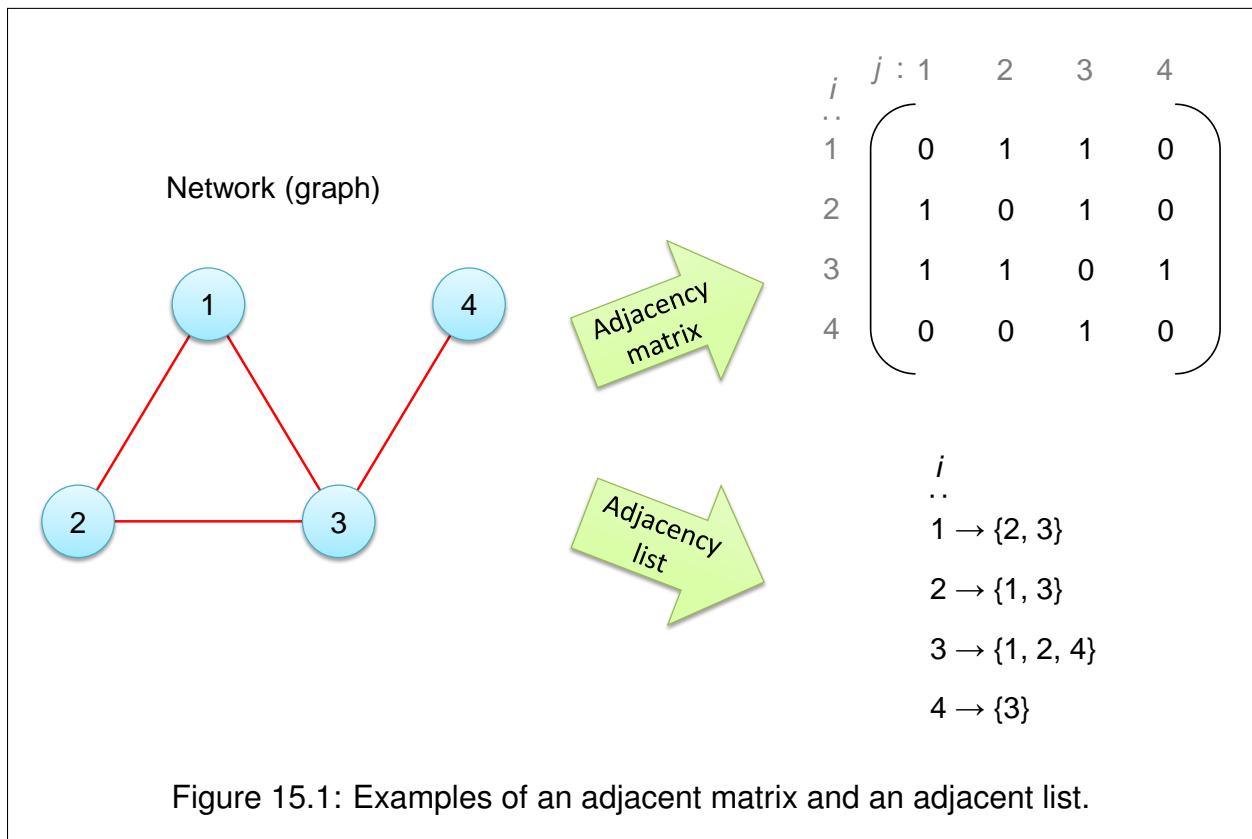 Network (graph)
1
4
2
3
Adjacency
matrix
j : 1 2 3 4
i
..
1 0 1 1 0
2 1 0 1 0
3 1 1 0 1
4 0 0 1 0
Adjacency
list
i
..
1 → {2, 3}
2 → {1, 3}
3 → {1, 2, 4}
4 → {3}
Figure 15.1: Examples of an adjacent matrix and an adjacent list.